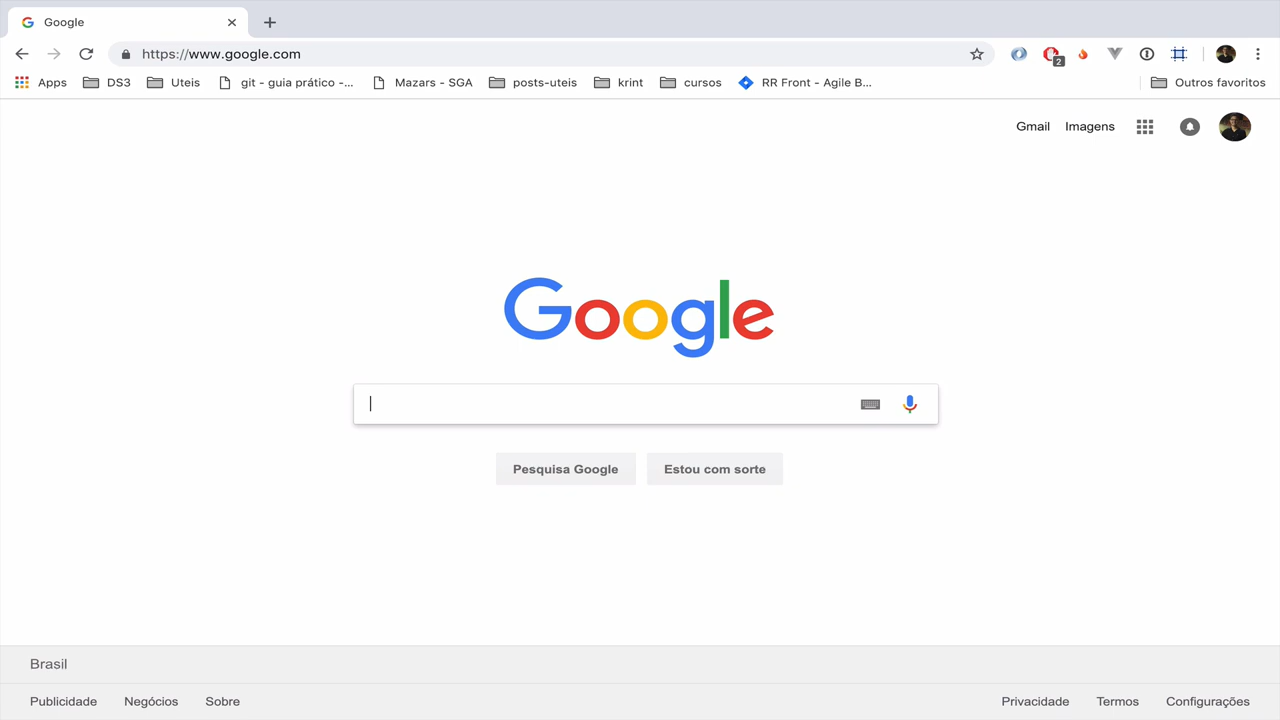 Google
https://www.google.com
2
Apps DS3 Uteis git - guia prático -... Mazars - SGA posts-uteis krint cursos RR Front - Agile B... Outros favoritos
Gmail Imagens
Google
Pesquisa Google Estou com sorte
Brasil
Publicidade Negócios Sobre Privacidade Termos Configurações